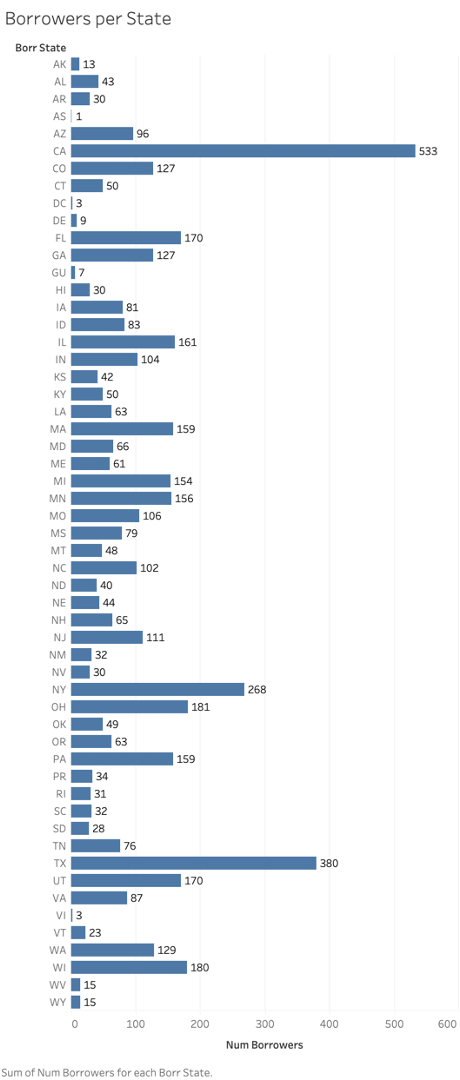 Borrowers per State
Borr State
AK 13
AL 43
AR 30
AS 1
AZ 96
CA 533
CO 127
CT 50
DC 3
DE 9
FL 170
GA 127
GU 7
HI 30
IA 81
ID 83
IL 161
IN 104
KS 42
KY 50
LA 63
MA 159
MD 66
ME 61
MI 154
MN 156
MO 106
MS 79
MT 48
NC 102
ND 40
NE 44
NH 65
NJ 111
NM 32
NV 30
NY 268
OH 181
OK 49
OR 63
PA 159
PR 34
RI 31
SC 32
SD 28
TN 76
TX 380
UT 170
VA 87
VI 3
VT 23
WA 129
WI 180
WV 15
WY 15
0 100 200 300 400 500 600
Num Borrowers
Sum of Num Borrowers for each Borr State.